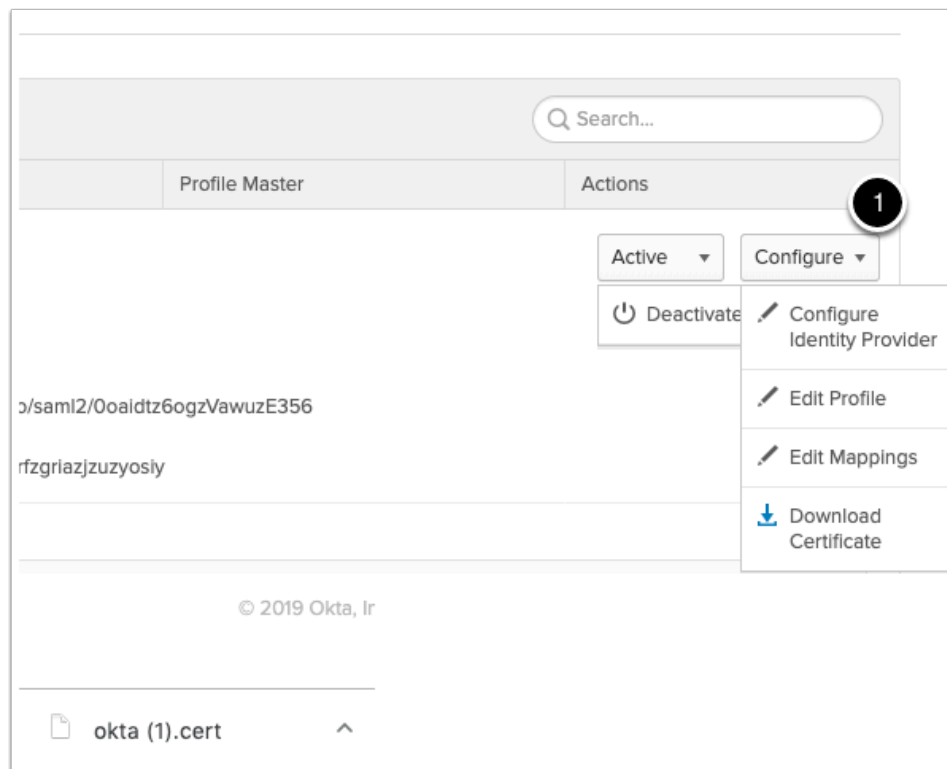 Search...
Profile Master
Actions
1
Active
Configure
Deactivate
Configure
Identity Provider
Edit Profile
Edit Mappings
Download
Certificate
o/saml2/0oaidtz6ogzVawuzE356
rfzgriazjzuzyosiy
© 2019 Okta, Ir
okta (1).cert